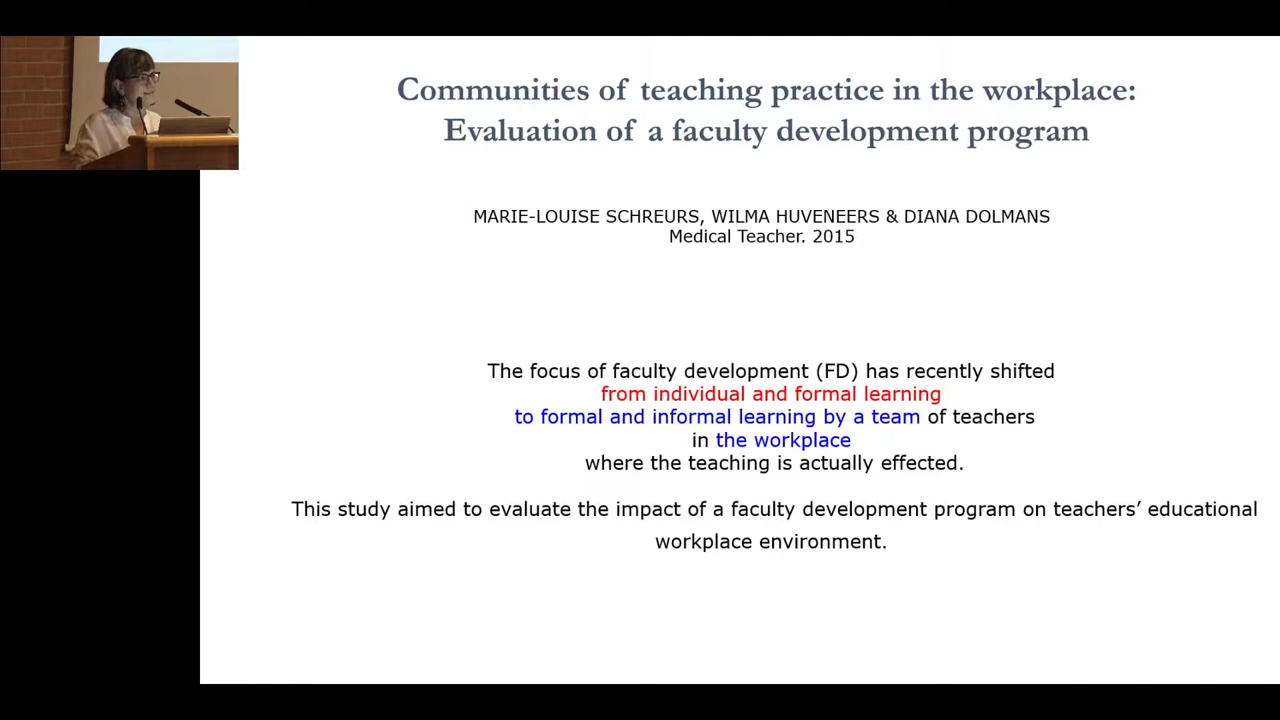 Communities of teaching practice in the workplace:
Evaluation of a faculty development program
MARIE-LOUISE SCHREURS, WILMA HUVENEERS & DIANA DOLMANS
Medical Teacher. 2015
The focus of faculty development (FD) has recently shifted
from individual and formal learning
to formal and informal learning by a team of teachers
in the workplace
where the teaching is actually effected.
This study aimed to evaluate the impact of a faculty development program on teachers’ educational
workplace environment.